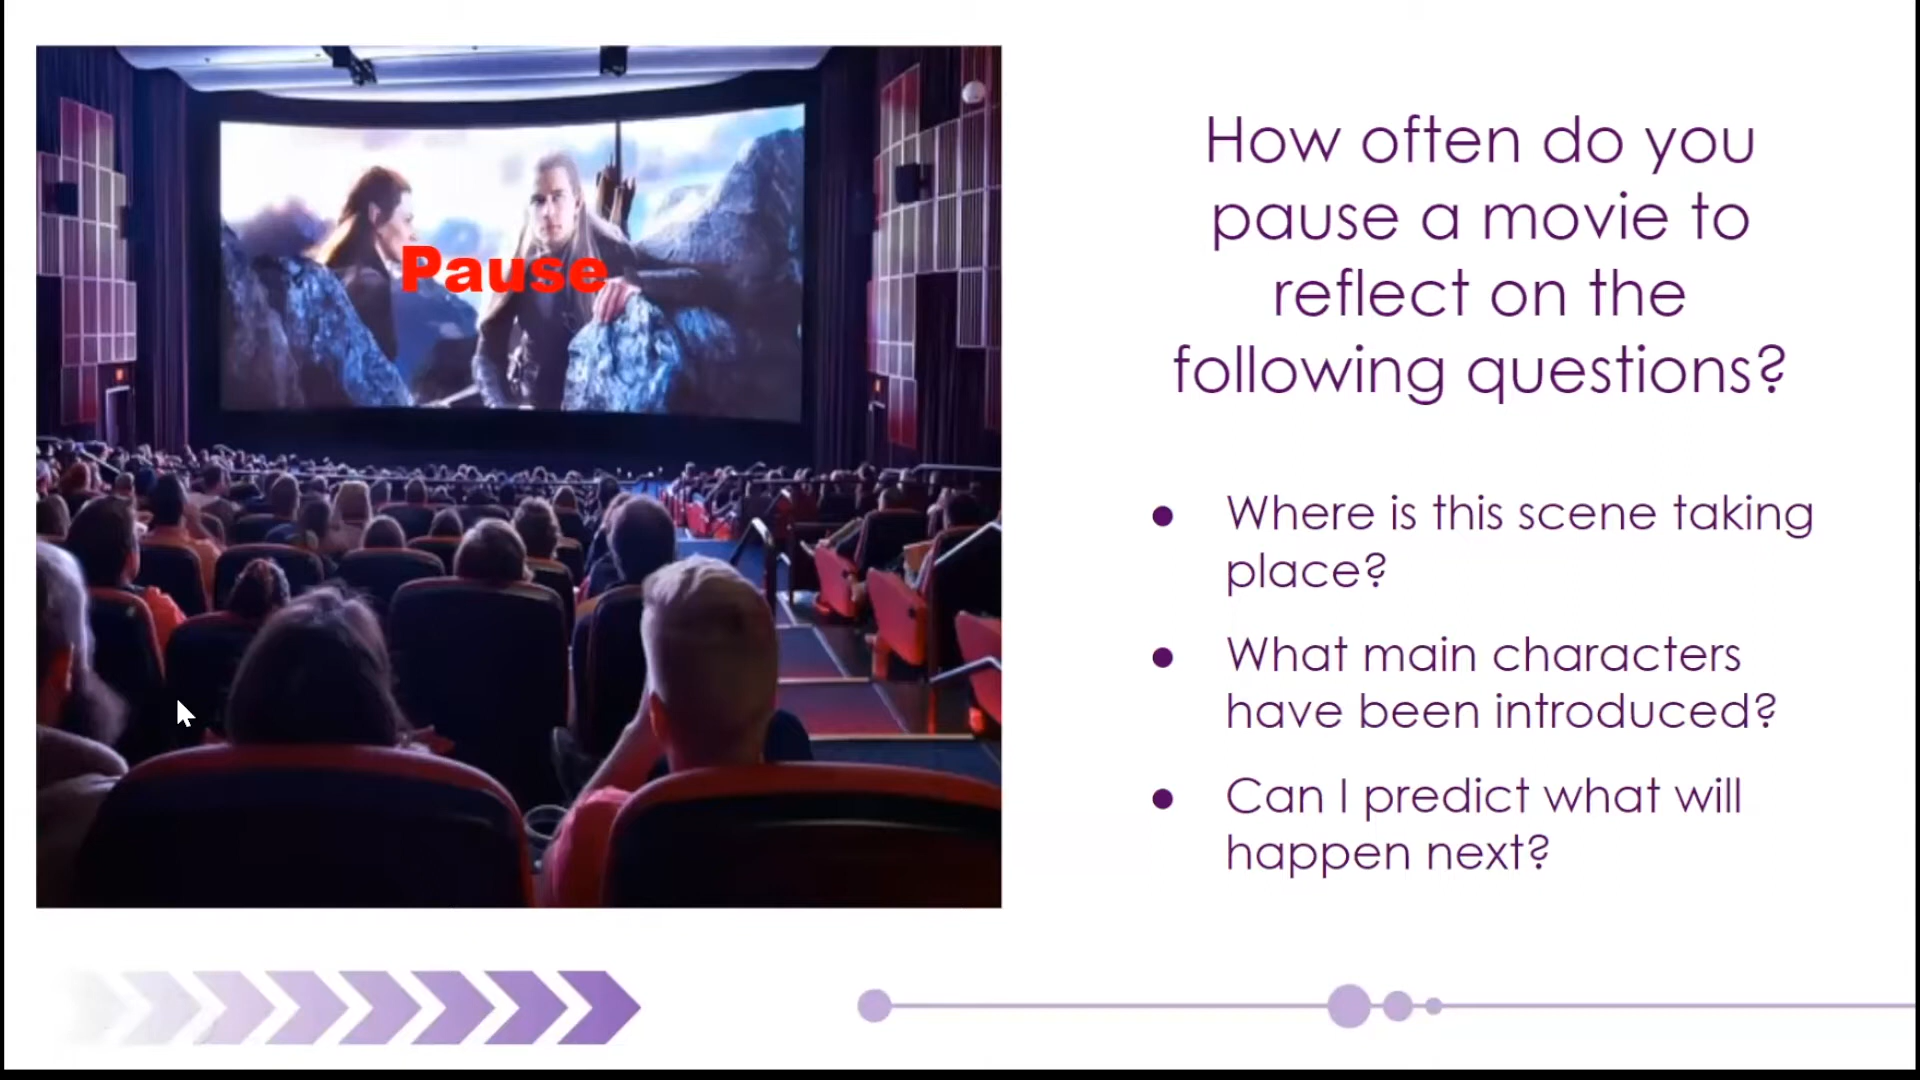 Pause
How often do you
pause a movie to
reflect on the
following questions?
● Where is this scene taking
place?
● What main characters
have been introduced?
● Can I predict what will
happen next?